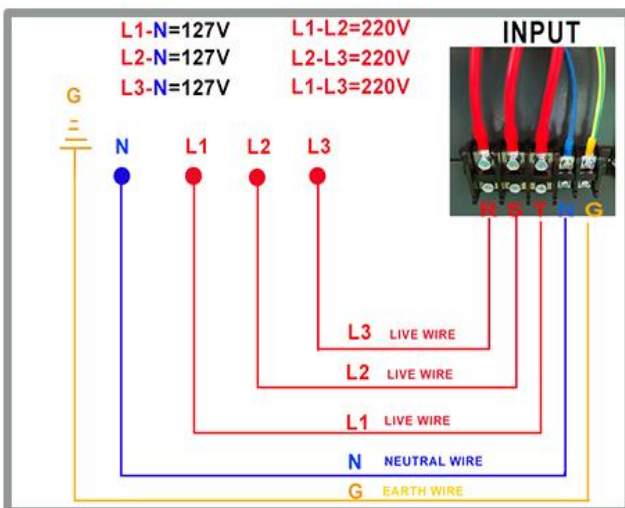 L1-N=127V L1-L2=220V INPUT
L2-N=127V L2-L3=220V
L3-N=127V L1-L3=220V
G
N L1 L2 L3
R S T N G
L3 LIVE WIRE
L2 LIVE WIRE
L1 LIVE WIRE
N NEUTRAL WIRE
G EARTH WIRE